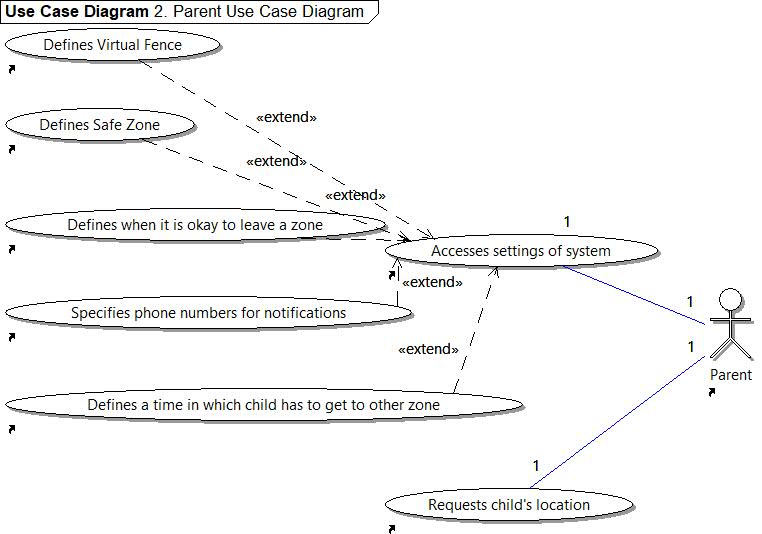 Use Case Diagram 2. Parent Use Case Diagram
Defines Virtual Fence
«extend»
Defines Safe Zone
«extend»
«extend»
Defines when it is okay to leave a zone
1
Accesses settings of system
«extend»
1
Specifies phone numbers for notifications
1
«extend»
Parent
Defines a time in which child has to get to other zone
1
Requests child's location